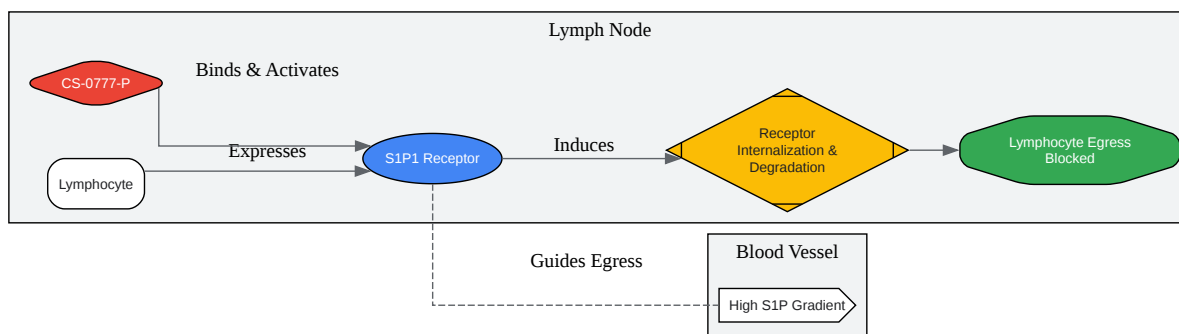 Lymph Node
CS-0777-P
Binds & Activates
Lymphocyte
Expresses
S1P1 Receptor
Induces
Receptor
Internalization &
Degradation
Lymphocyte Egress
Blocked
Guides Egress
Blood Vessel
High S1P Gradient